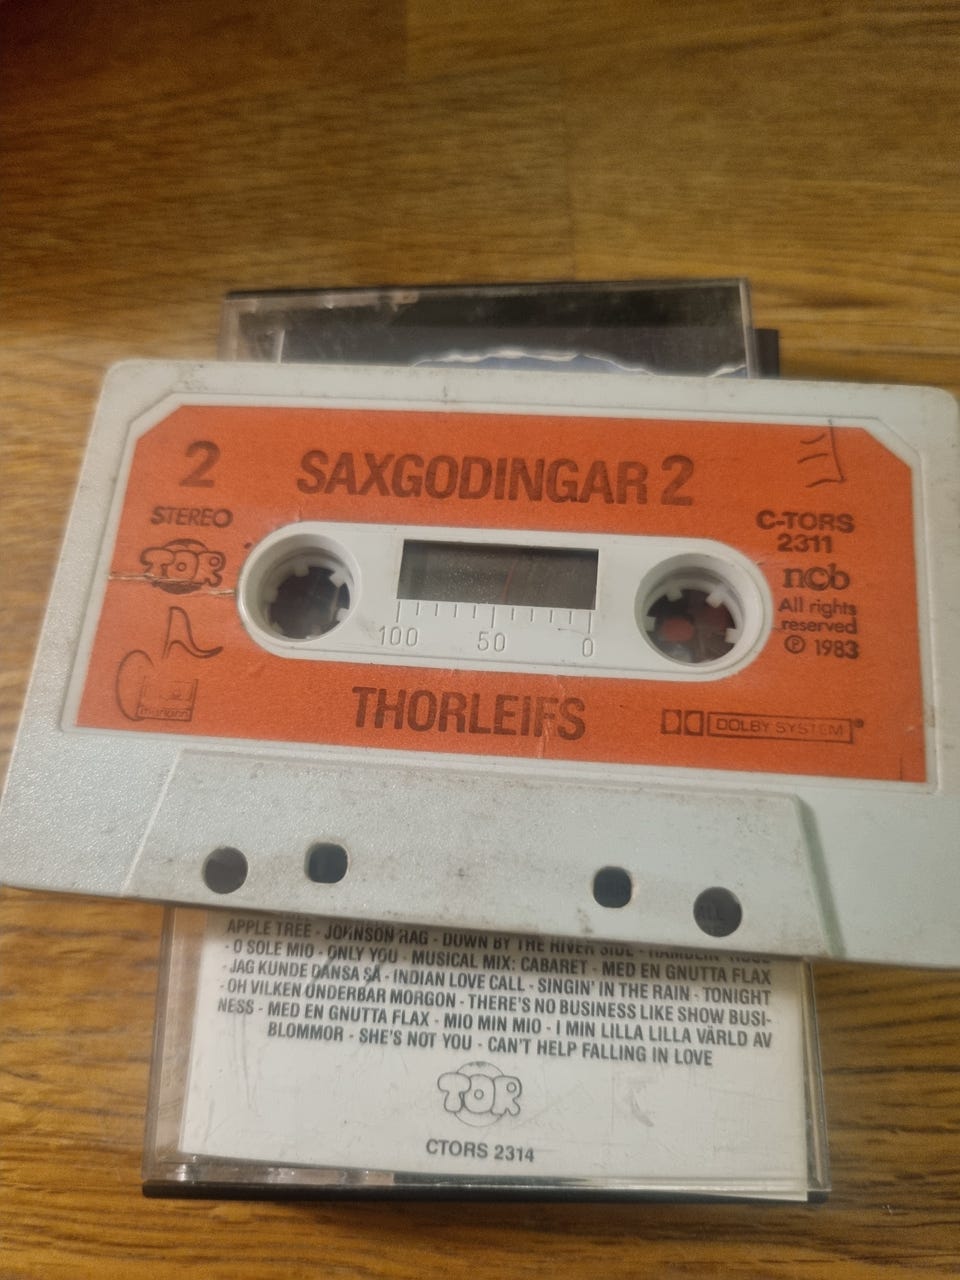 2
SAXGODINGAR 2
STEREO
TOR
C-TORS
2311
ncb
All rights
reserved
℗ 1983
100 50 0
THORLEIFS
DOLBY SYSTEM®
APPLE TREE - JOHNSON RAG - DOWN BY THE RIVER SIDE -
- O SOLE MIO - ONLY YOU - MUSICAL MIX: CABARET - MED EN GNUTTA FLAX
- JAG KUNDE DANSA SÅ - INDIAN LOVE CALL - SINGIN' IN THE RAIN - TONIGHT
- OH VILKEN UNDERBAR MORGON - THERE'S NO BUSINESS LIKE SHOW BUSI-
NESS - MED EN GNUTTA FLAX - MIO MIN MIO - I MIN LILLA LILLA VÄRLD AV
BLOMMOR - SHE'S NOT YOU - CAN'T HELP FALLING IN LOVE
TOR
CTORS 2314